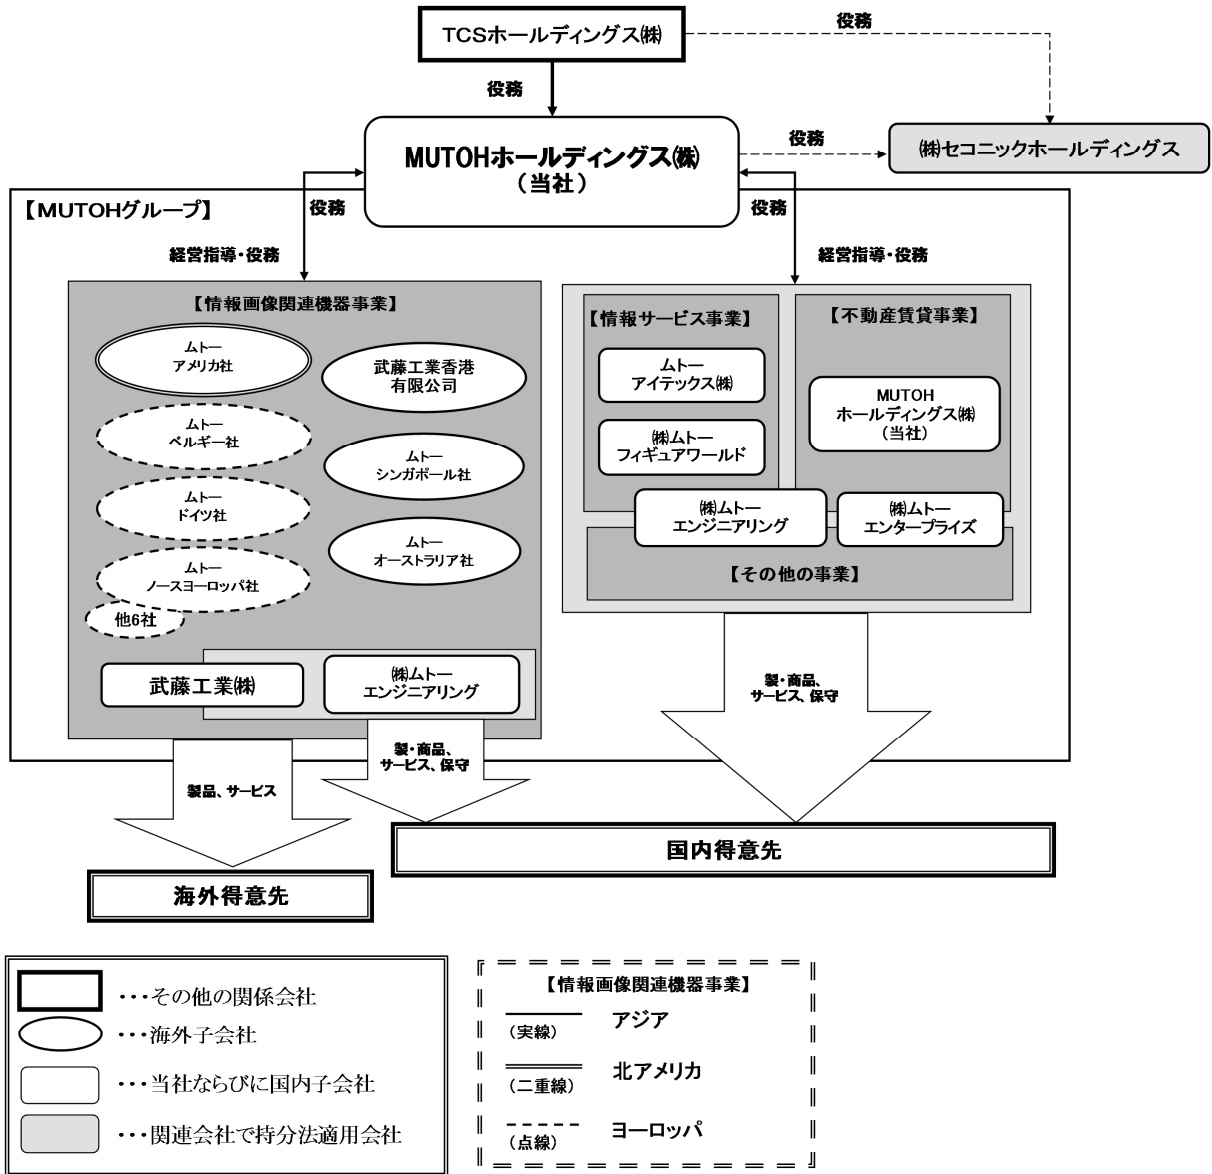 TCSホールディングス㈱
役務
役務
MUTOHホールディングス㈱
(当社)
役務
㈱セコニックホールディングス
【MUTOHグループ】
役務
役務
経営指導・役務
経営指導・役務
【情報画像関連機器事業】
ムトー
アメリカ社
武藤工業香港
有限公司
ムトー
ベルギー社
ムトー
シンガポール社
ムトー
ドイツ社
ムトー
オーストラリア社
ムトー
ノースヨーロッパ社
他6社
武藤工業㈱
㈱ムトー
エンジニアリング
【情報サービス事業】
ムトー
アイテックス㈱
㈱ムトー
フィギュアワールド
【不動産賃貸事業】
MUTOH
ホールディングス㈱
(当社)
㈱ムトー
エンジニアリング
㈱ムトー
エンタープライズ
【その他の事業】
製・商品、
サービス、保守
製・商品、
サービス、保守
製品、サービス
国内得意先
海外得意先
・・・その他の関係会社
・・・海外子会社
・・・当社ならびに国内子会社
・・・関連会社で持分法適用会社
【情報画像関連機器事業】
(実線) アジア
(二重線) 北アメリカ
(点線) ヨーロッパ